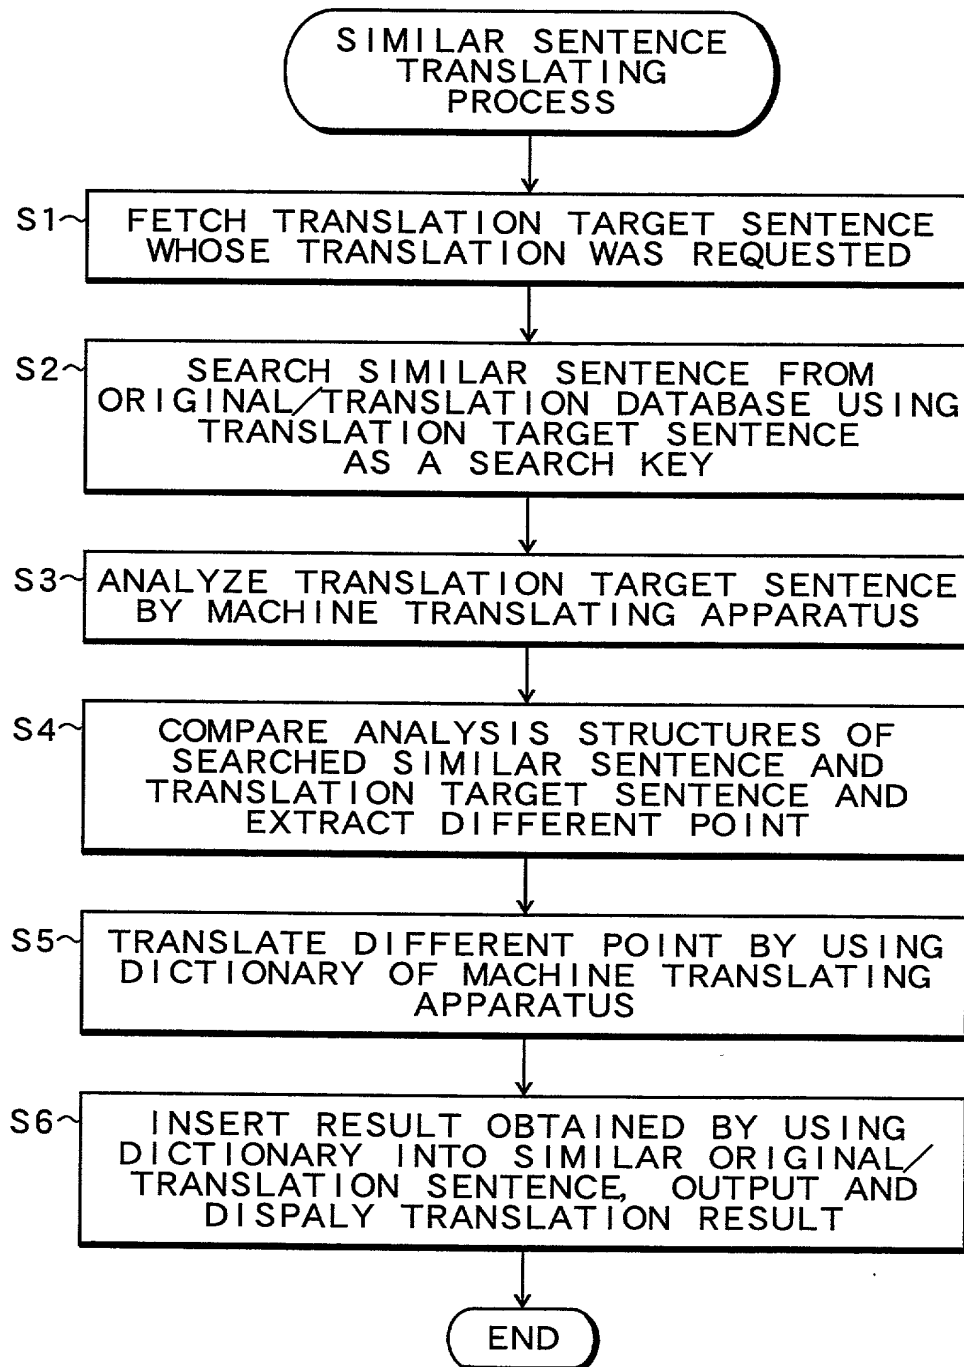 SIMILAR SENTENCE
TRANSLATING
PROCESS
S1~ FETCH TRANSLATION TARGET SENTENCE
WHOSE TRANSLATION WAS REQUESTED
S2~ SEARCH SIMILAR SENTENCE FROM
ORIGINAL/TRANSLATION DATABASE USING
TRANSLATION TARGET SENTENCE
AS A SEARCH KEY
S3~ ANALYZE TRANSLATION TARGET SENTENCE
BY MACHINE TRANSLATING APPARATUS
S4~ COMPARE ANALYSIS STRUCTURES OF
SEARCHED SIMILAR SENTENCE AND
TRANSLATION TARGET SENTENCE AND
EXTRACT DIFFERENT POINT
S5~ TRANSLATE DIFFERENT POINT BY USING
DICTIONARY OF MACHINE TRANSLATING
APPARATUS
S6~ INSERT RESULT OBTAINED BY USING
DICTIONARY INTO SIMILAR ORIGINAL/
TRANSLATION SENTENCE, OUTPUT AND
DISPALY TRANSLATION RESULT
END